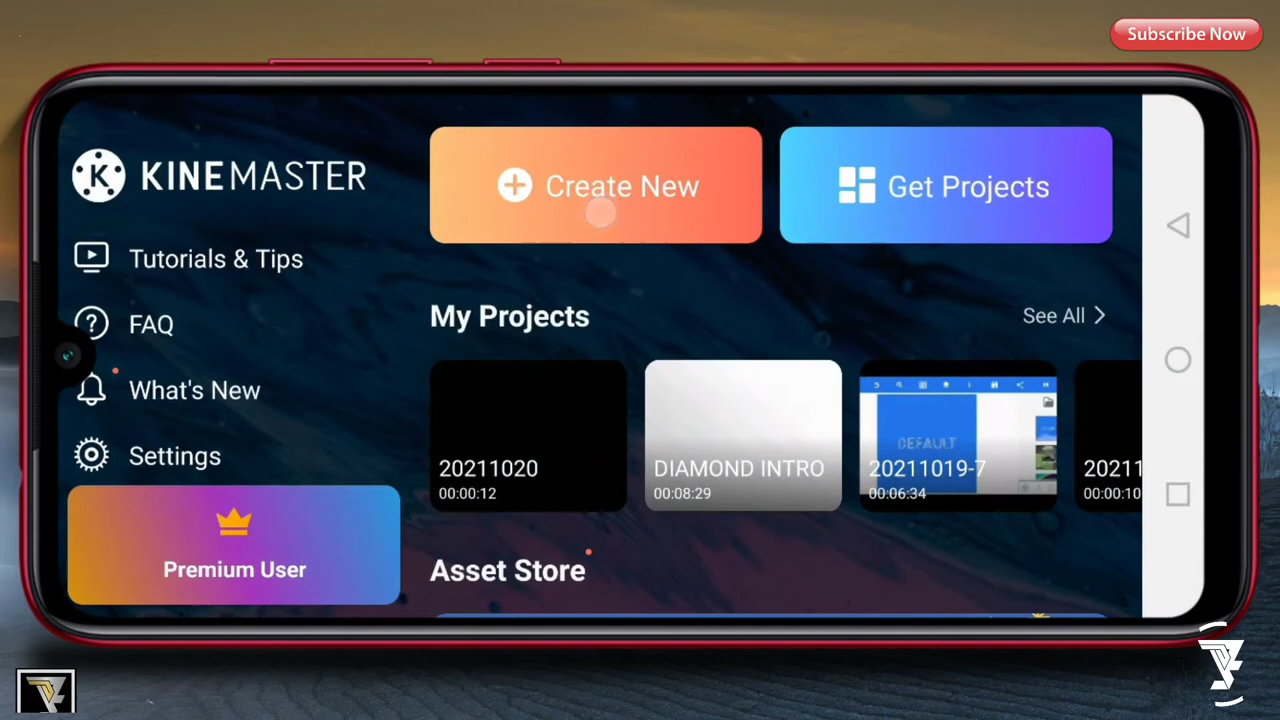 Subscribe Now
KINEMASTER
Create New
Get Projects
Tutorials & Tips
FAQ
What's New
Settings
Premium User
My Projects
See All
20211020
00:00:12
DIAMOND INTRO
00:08:29
DEFAULT
20211019-7
00:06:34
20211
00:00:10
Asset Store